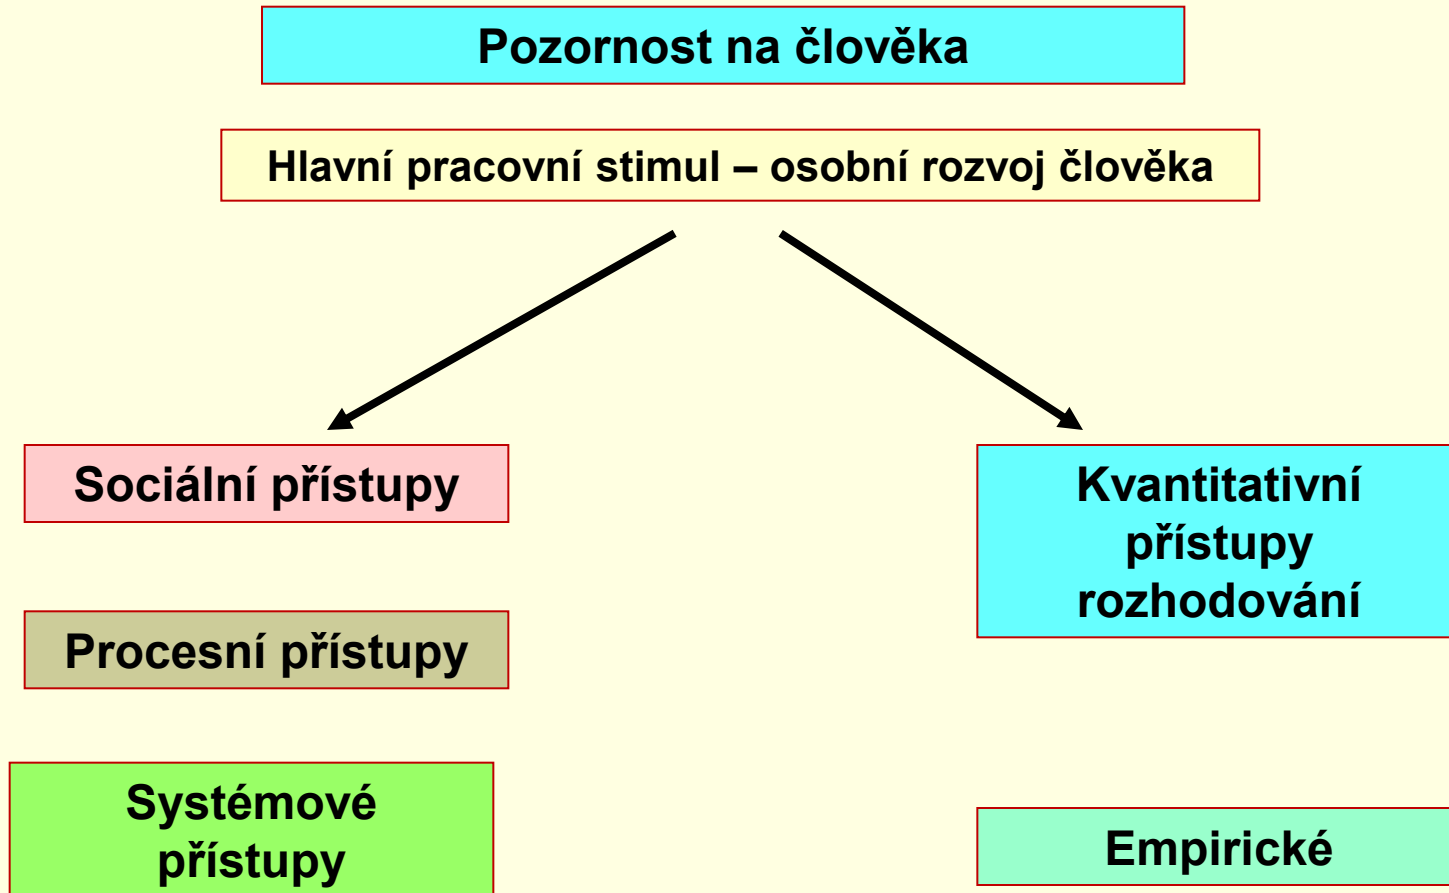 Pozornost na člověka
Hlavní pracovní stimul – osobní rozvoj člověka
Sociální přístupy
Procesní přístupy
Systémové
přístupy
Kvantitativní
přístupy
rozhodování
Empirické